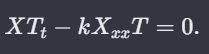 XT_t − kX_{xx}T = 0.